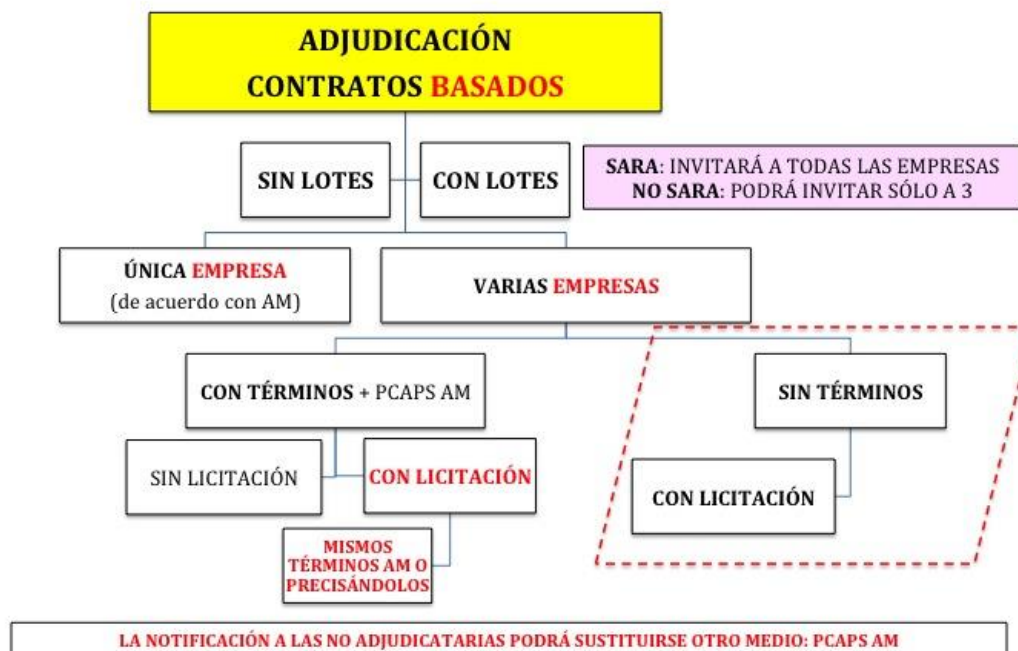 ADJUDICACIÓN
CONTRATOS BASADOS
SIN LOTES
CON LOTES
SARA: INVITARÁ A TODAS LAS EMPRESAS
NO SARA: PODRÁ INVITAR SÓLO A 3
ÚNICA EMPRESA
(de acuerdo con AM)
VARIAS EMPRESAS
CON TÉRMINOS + PCAPS AM
SIN TÉRMINOS
SIN LICITACIÓN
CON LICITACIÓN
CON LICITACIÓN
MISMOS
TÉRMINOS AM O
PRECISÁNDOLOS
LA NOTIFICACIÓN A LAS NO ADJUDICATARIAS PODRÁ SUSTITUIRSE OTRO MEDIO: PCAPS AM